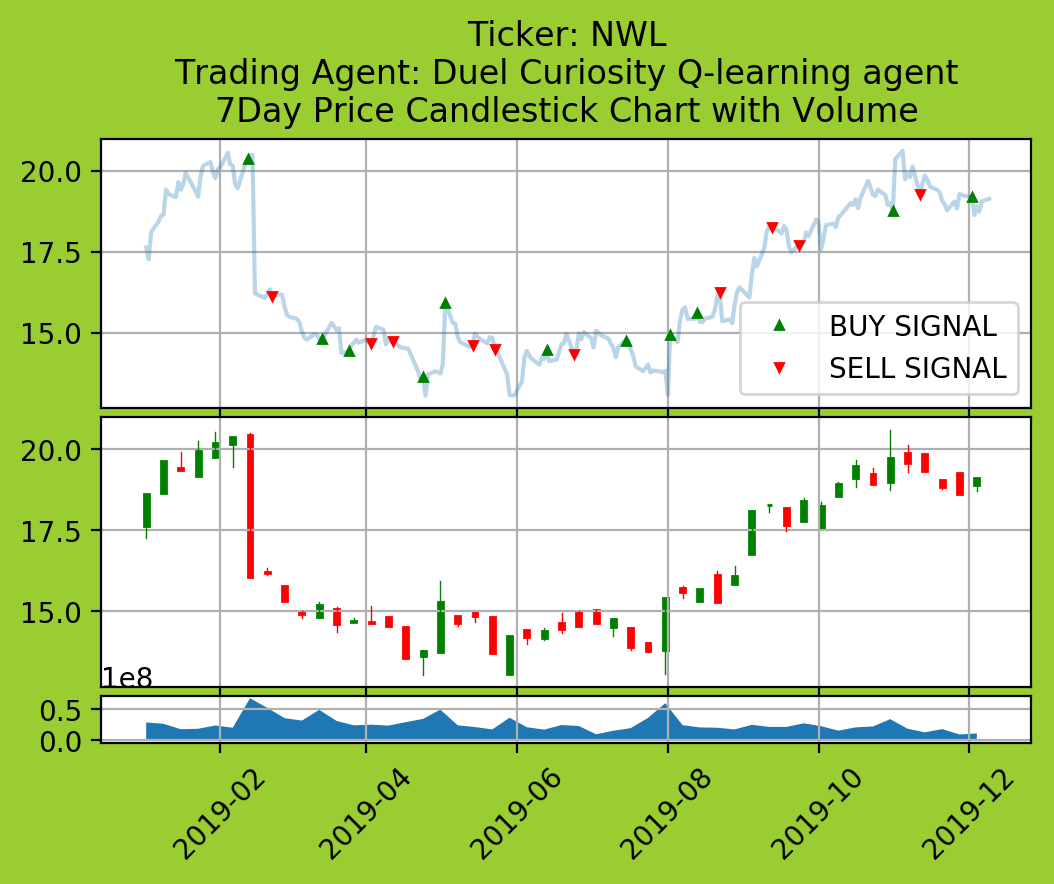 Ticker: NWL
Trading Agent: Duel Curiosity Q-learning agent
7Day Price Candlestick Chart with Volume
20.0
17.5
15.0
BUY SIGNAL
SELL SIGNAL
20.0
17.5
15.0
1e8
0.5
0.0
2019-02
2019-04
2019-06
2019-08
2019-10
2019-12